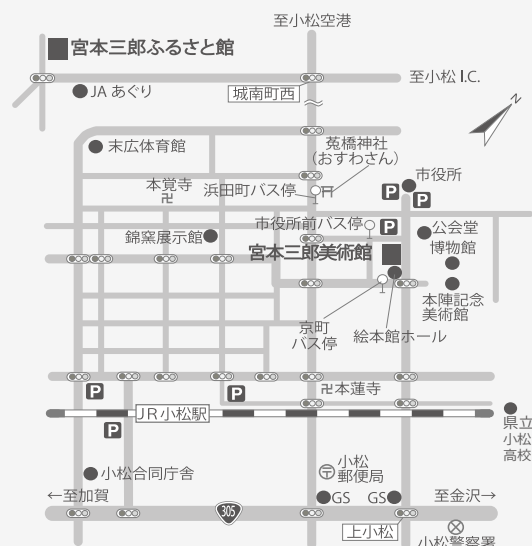 至小松空港
宮本三郎ふるさと館
JAあぐり
城南町西
至小松I.C.
N
末広体育館
莵橋神社
(おすわさん)
本覚寺
浜田町バス停
P
市役所
P
市役所前バス停
P
公会堂
錦窯展示館
宮本三郎美術館
博物館
本陣記念
美術館
京町
バス停
絵本館ホール
卍本蓮寺
P
P
JR小松駅
P
県立
小松
高校
小松合同庁舎
小松
郵便局
←至加賀
GS
GS
至金沢→
305
上小松
小松警察署